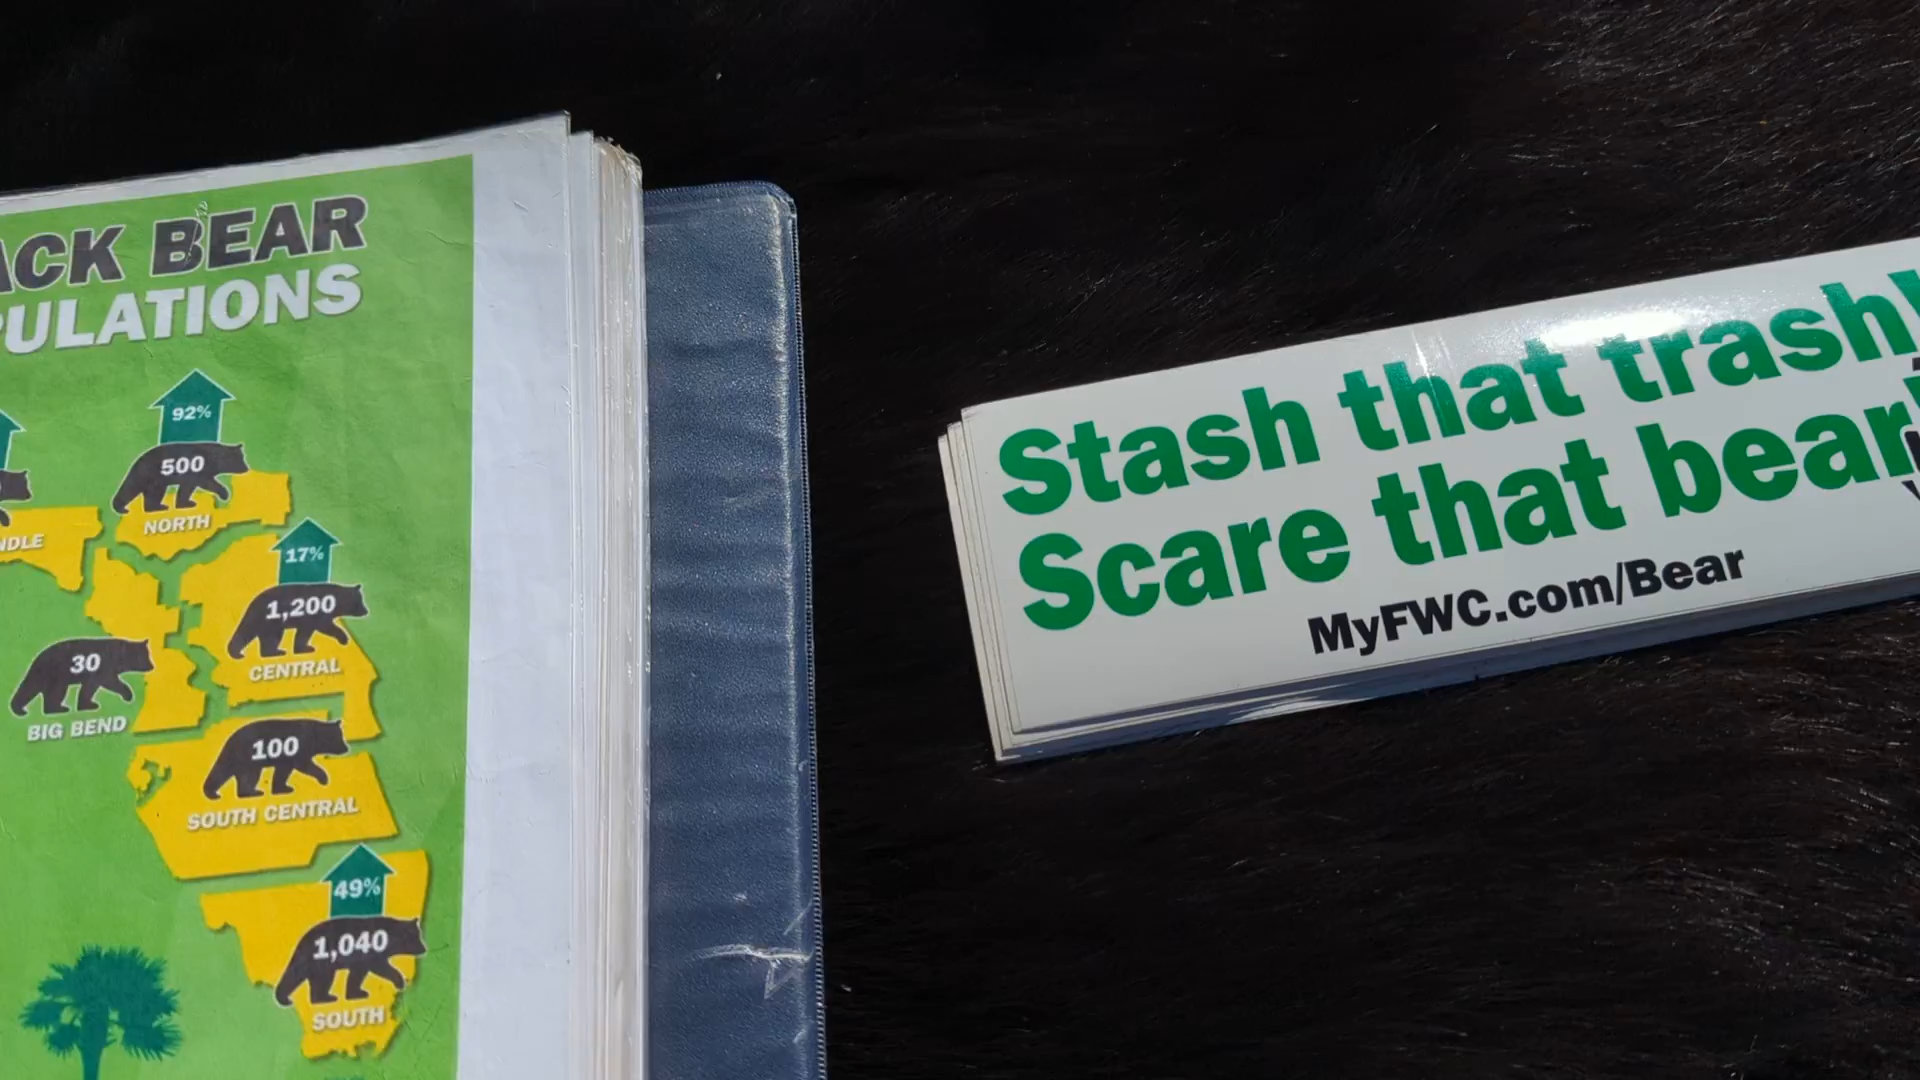 ACK BEAR
ULATIONS
92%
500
NORTH
NDLE
17%
1,200
CENTRAL
30
BIG BEND
100
SOUTH CENTRAL
49%
1,040
SOUTH
Stash that trash!
Scare that bear!
MyFWC.com/Bear